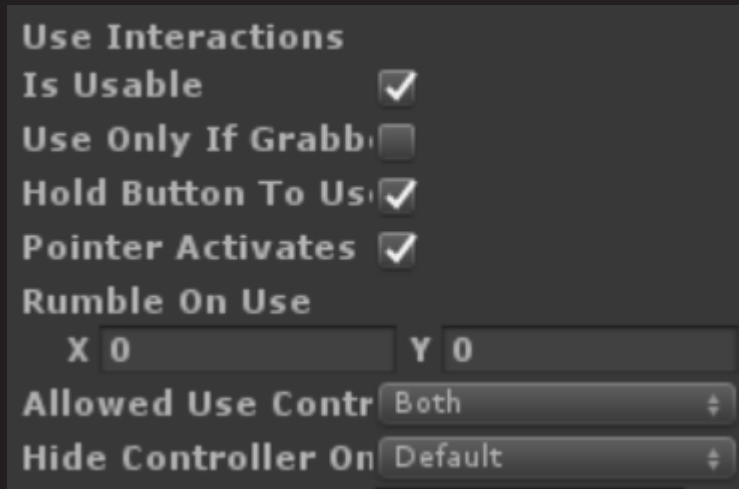 Use Interactions
Is Usable
Use Only If Grabb
Hold Button To Us
Pointer Activates
Rumble On Use
X 0 Y 0
Allowed Use Contr Both
Hide Controller On Default